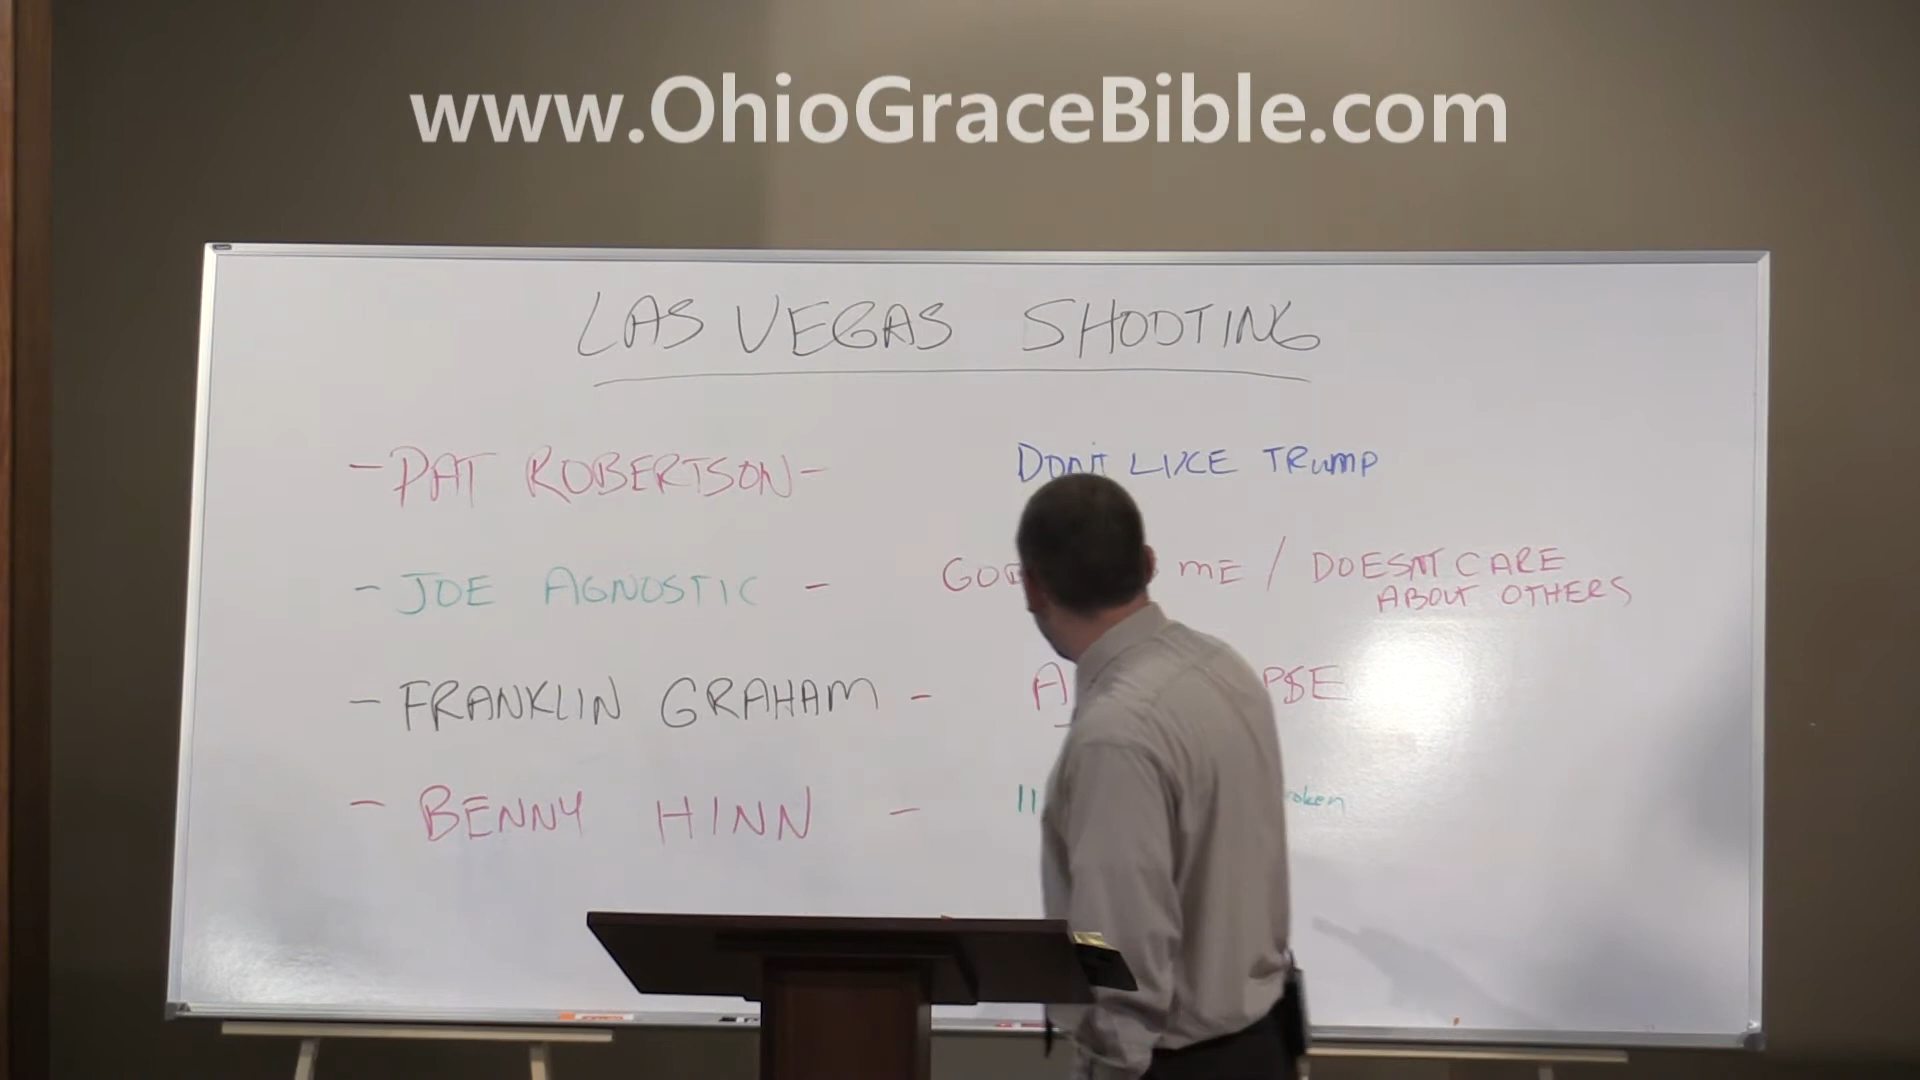 www.OhioGraceBible.com
LAS VEGAS SHOOTING
- PAT ROBERTSON - DONT LIKE TRUMP
- JOE AGNOSTIC - ME / DOESNT CARE
ABOUT OTHERS
- FRANKLIN GRAHAM -
- BENNY HINN -